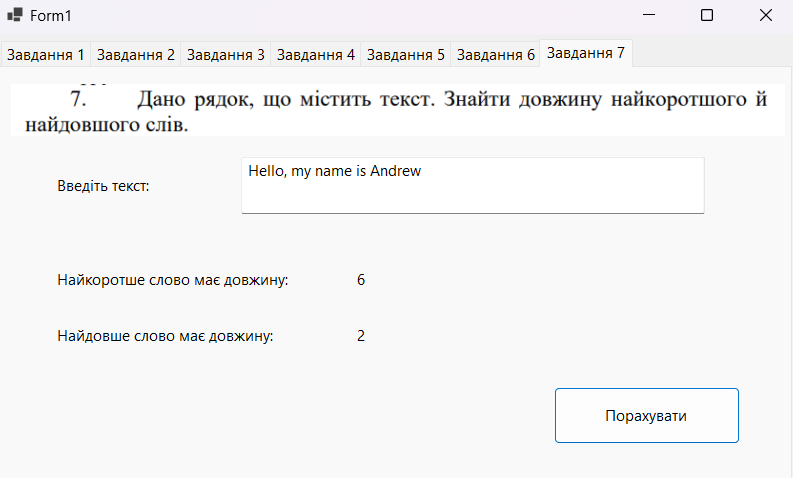 Form1
Завдання 1 Завдання 2 Завдання 3 Завдання 4 Завдання 5 Завдання 6 Завдання 7
7. Дано рядок, що містить текст. Знайти довжину найкоротшого й
найдовшого слів.
Введіть текст:
Hello, my name is Andrew
Найкоротше слово має довжину: 6
Найдовше слово має довжину: 2
Порахувати